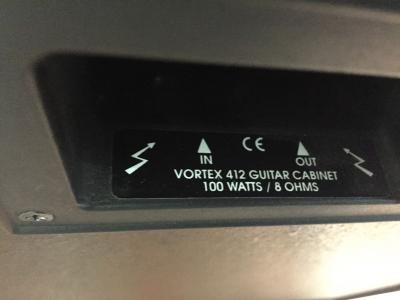 CE
IN OUT
VORTEX 412 GUITAR CABINET
100 WATTS / 8 OHMS